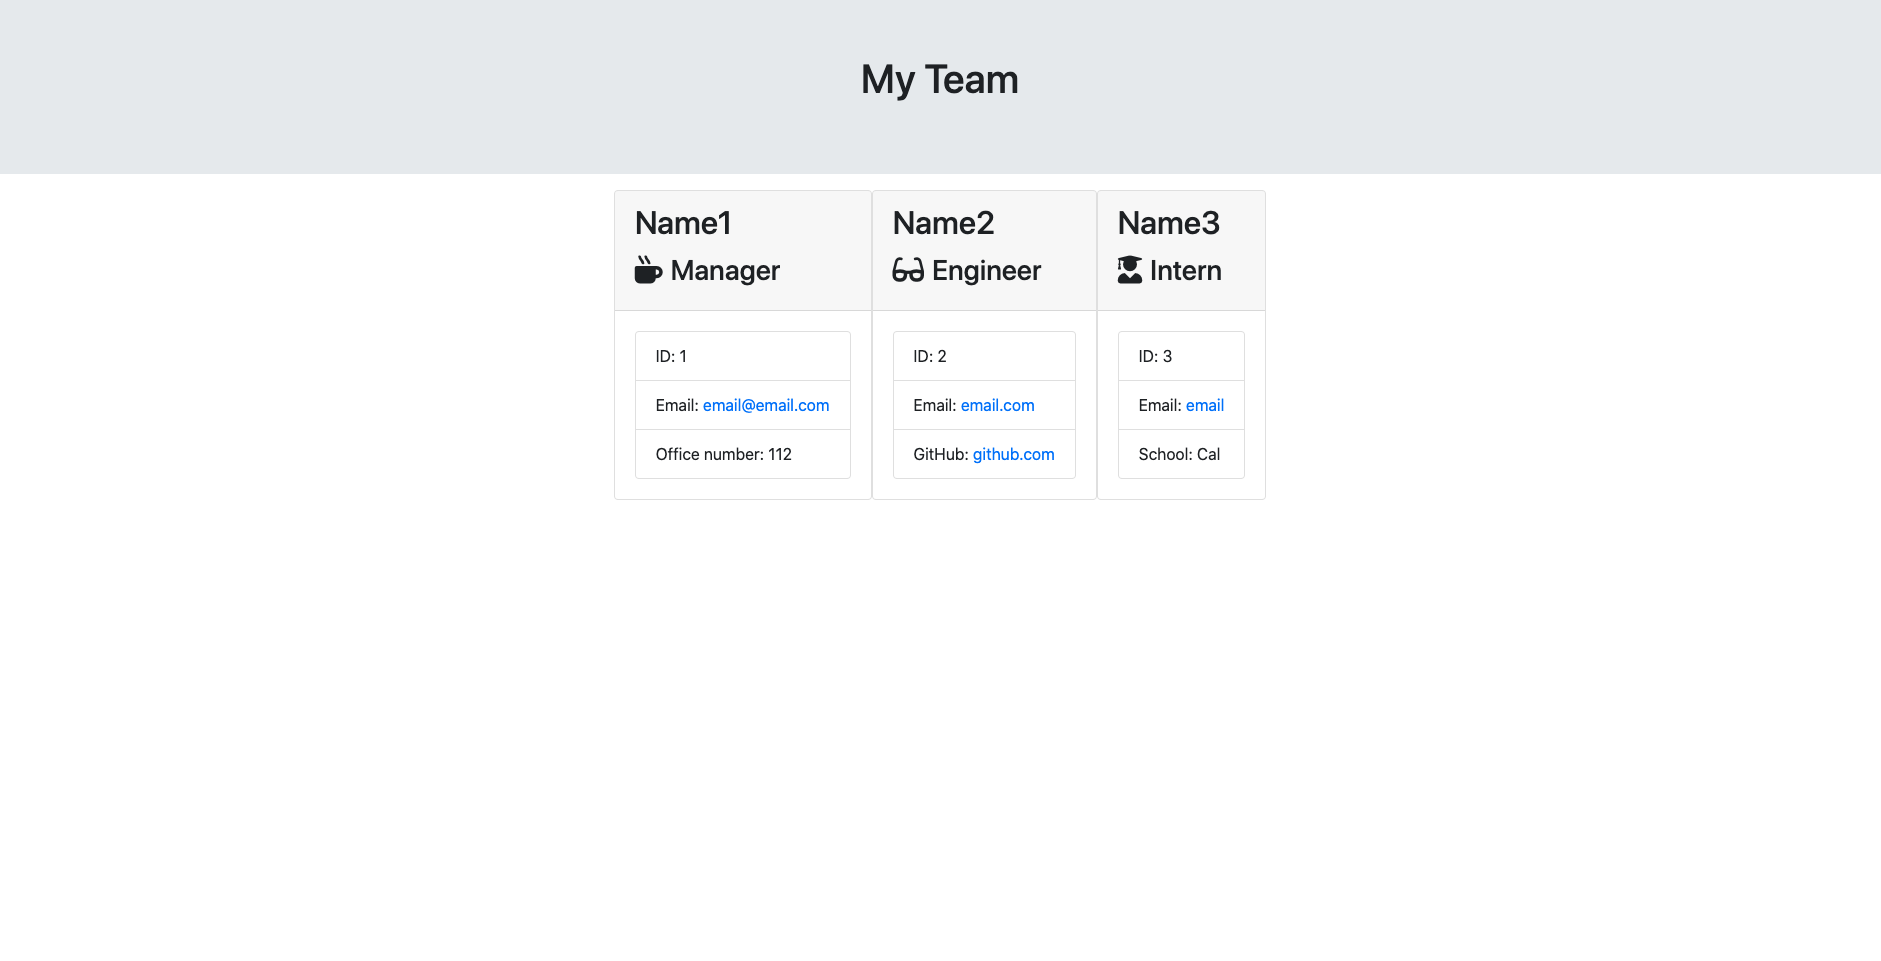 My Team
Name1
Manager
ID: 1
Email: email@email.com
Office number: 112
Name2
Engineer
ID: 2
Email: email.com
GitHub: github.com
Name3
Intern
ID: 3
Email: email
School: Cal